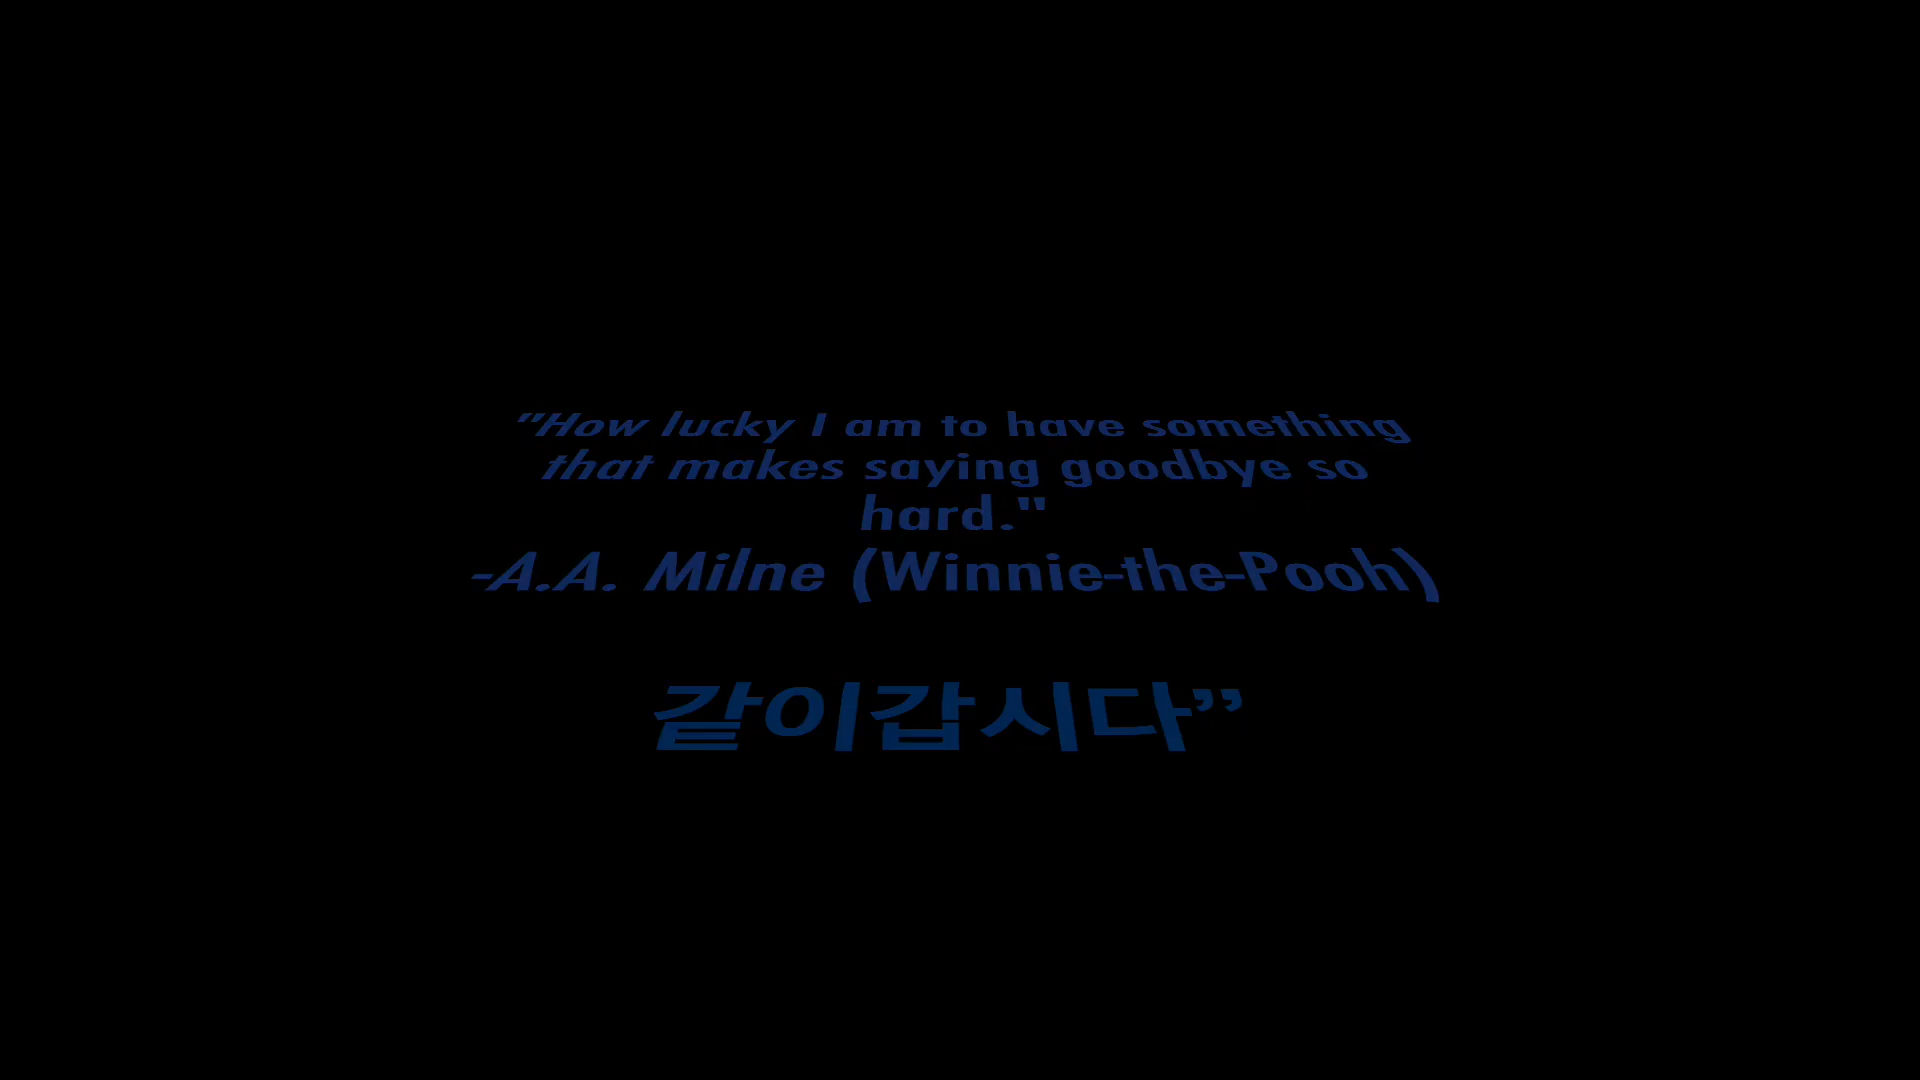 "How lucky I am to have something
that makes saying goodbye so
hard."
-A.A. Milne (Winnie-the-Pooh)
같이갑시다”